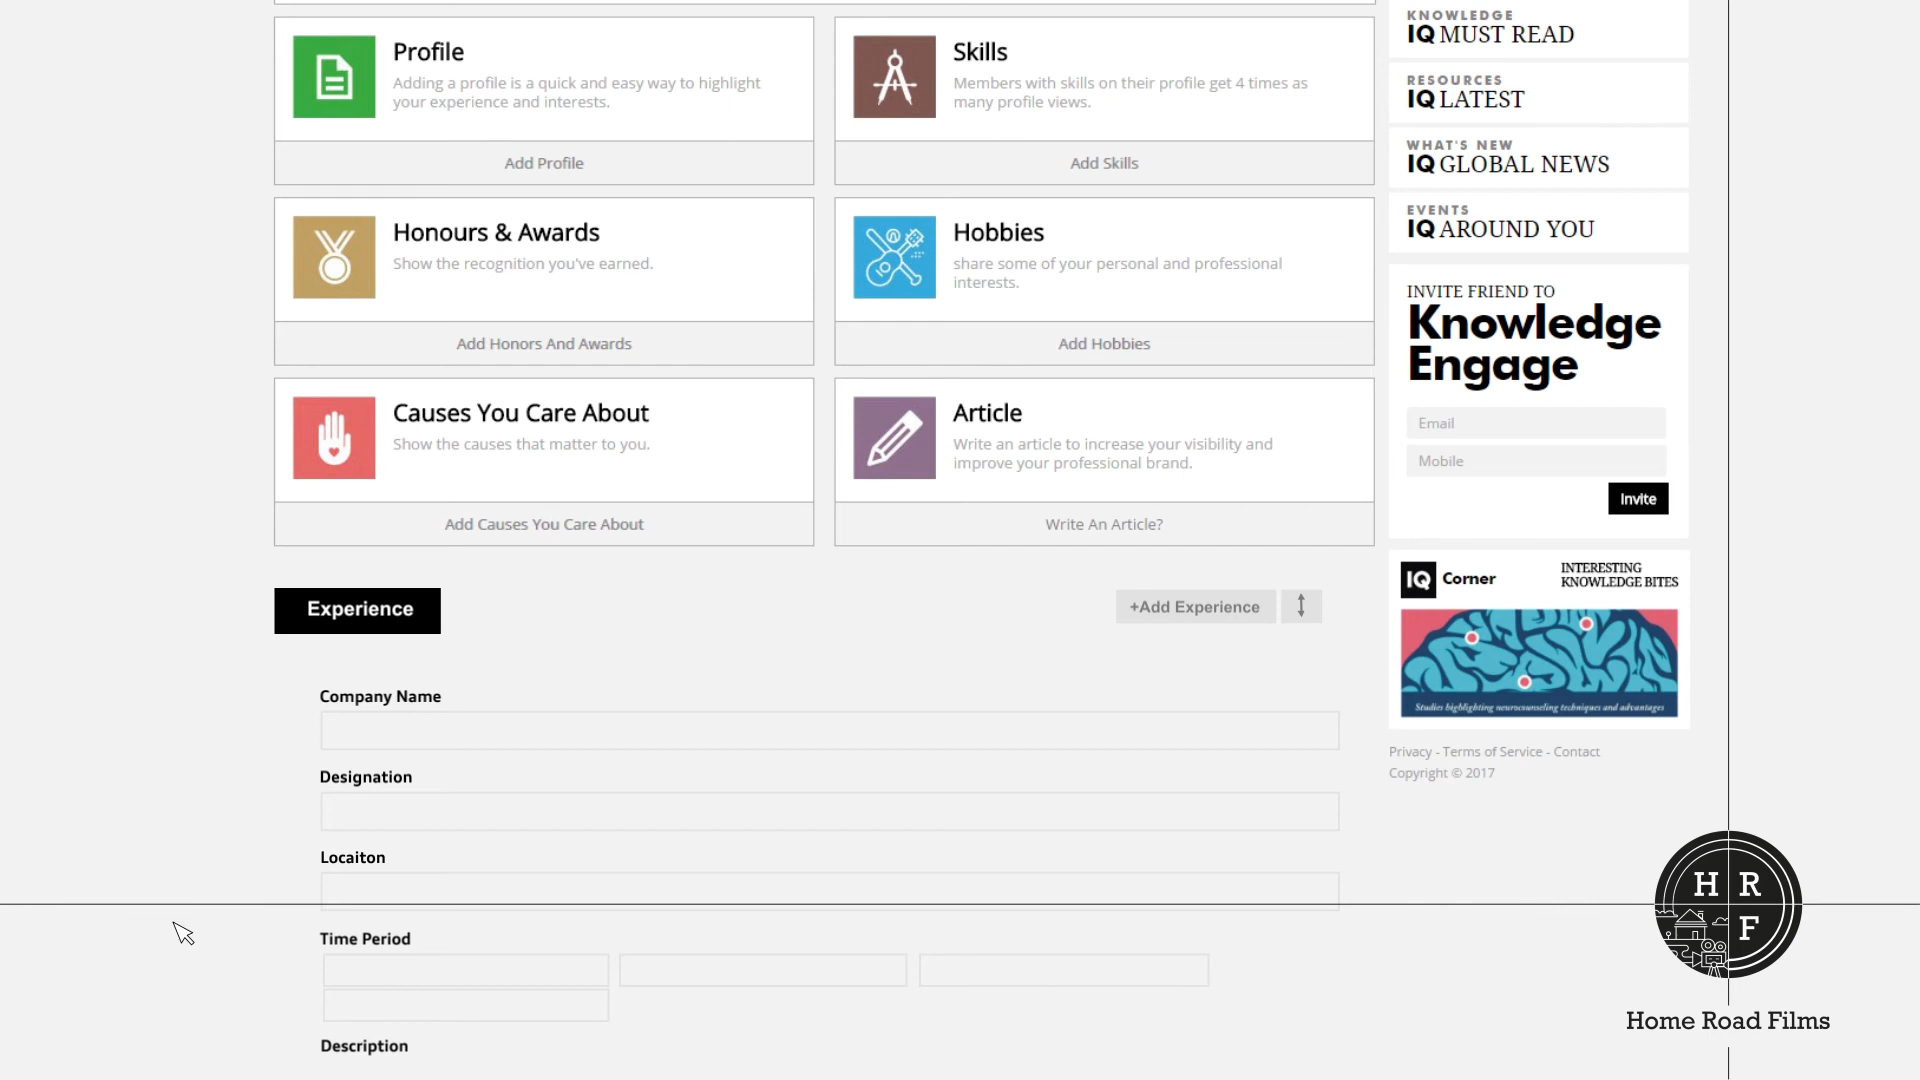 Profile
Adding a profile is a quick and easy way to highlight
your experience and interests.
Add Profile
Skills
Members with skills on their profile get 4 times as
many profile views.
Add Skills
Honours & Awards
Show the recognition you've earned.
Add Honors And Awards
Hobbies
share some of your personal and professional
interests.
Add Hobbies
Causes You Care About
Show the causes that matter to you.
Add Causes You Care About
Article
Write an article to increase your visibility and
improve your professional brand.
Write An Article?
Experience
+Add Experience
Company Name
Designation
Locaiton
Time Period
Description
KNOWLEDGE
IQ MUST READ
RESOURCES
IQ LATEST
WHAT'S NEW
IQ GLOBAL NEWS
EVENTS
IQ AROUND YOU
INVITE FRIEND TO
Knowledge
Engage
Email
Mobile
Invite
IQ Corner
INTERESTING
KNOWLEDGE BITES
Studies highlighting neurocounseling techniques and advantages
Privacy - Terms of Service - Contact
Copyright © 2017
H R
F
Home Road Films